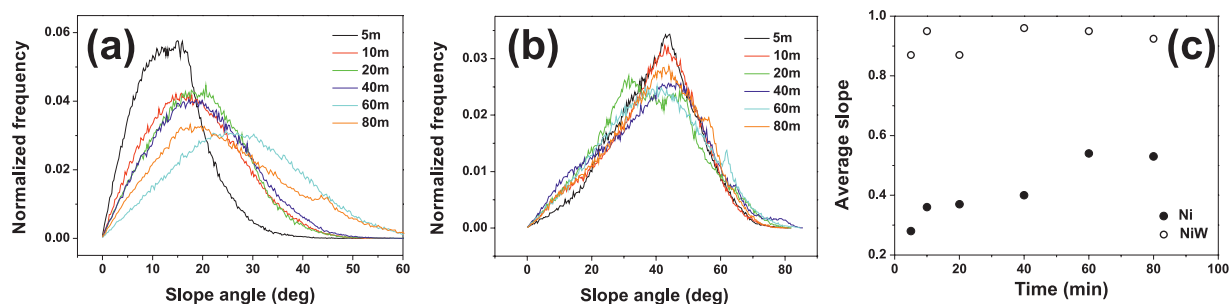 (a)
5m
10m
20m
40m
60m
80m
Normalized frequency
0.06
0.04
0.02
0.00
0
10
20
30
40
50
60
Slope angle (deg)
(b)
5m
10m
20m
40m
60m
80m
Normalized frequency
0.03
0.02
0.01
0.00
0
20
40
60
80
Slope angle (deg)
(c)
Average slope
1.0
0.8
0.6
0.4
0.2
Ni
NiW
0
20
40
60
80
100
Time (min)